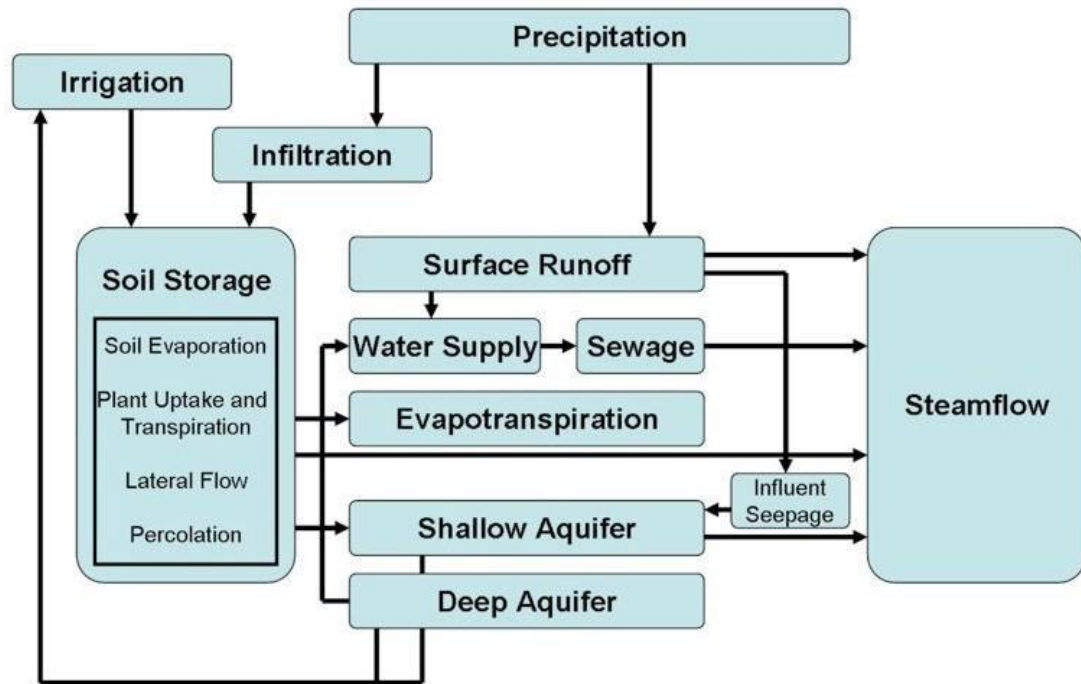 Precipitation
Irrigation
Infiltration
Soil Storage
Soil Evaporation
Plant Uptake and
Transpiration
Lateral Flow
Percolation
Surface Runoff
Water Supply
Sewage
Evapotranspiration
Steamflow
Influent
Seepage
Shallow Aquifer
Deep Aquifer